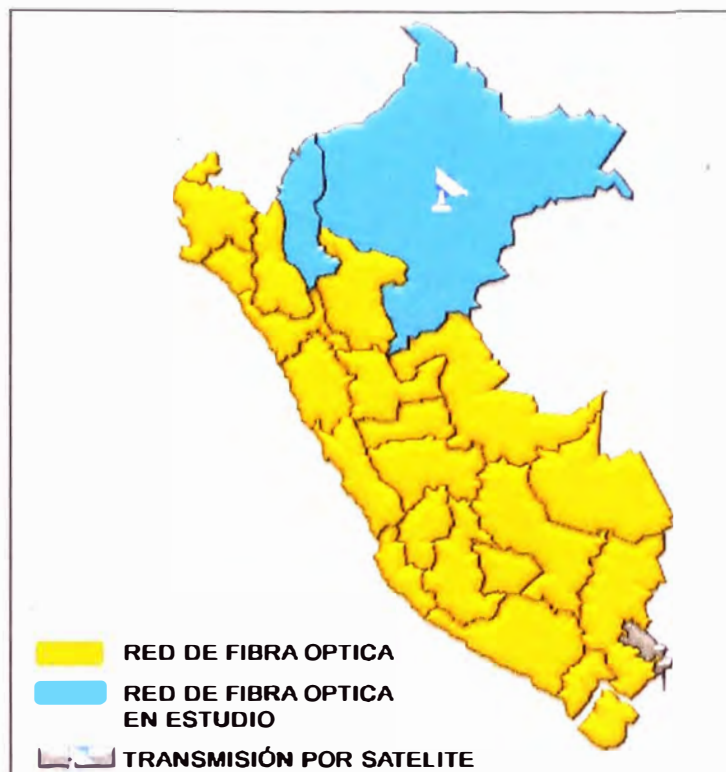 RED DE FIBRA OPTICA
RED DE FIBRA OPTICA
EN ESTUDIO
TRANSMISIÓN POR SATELITE